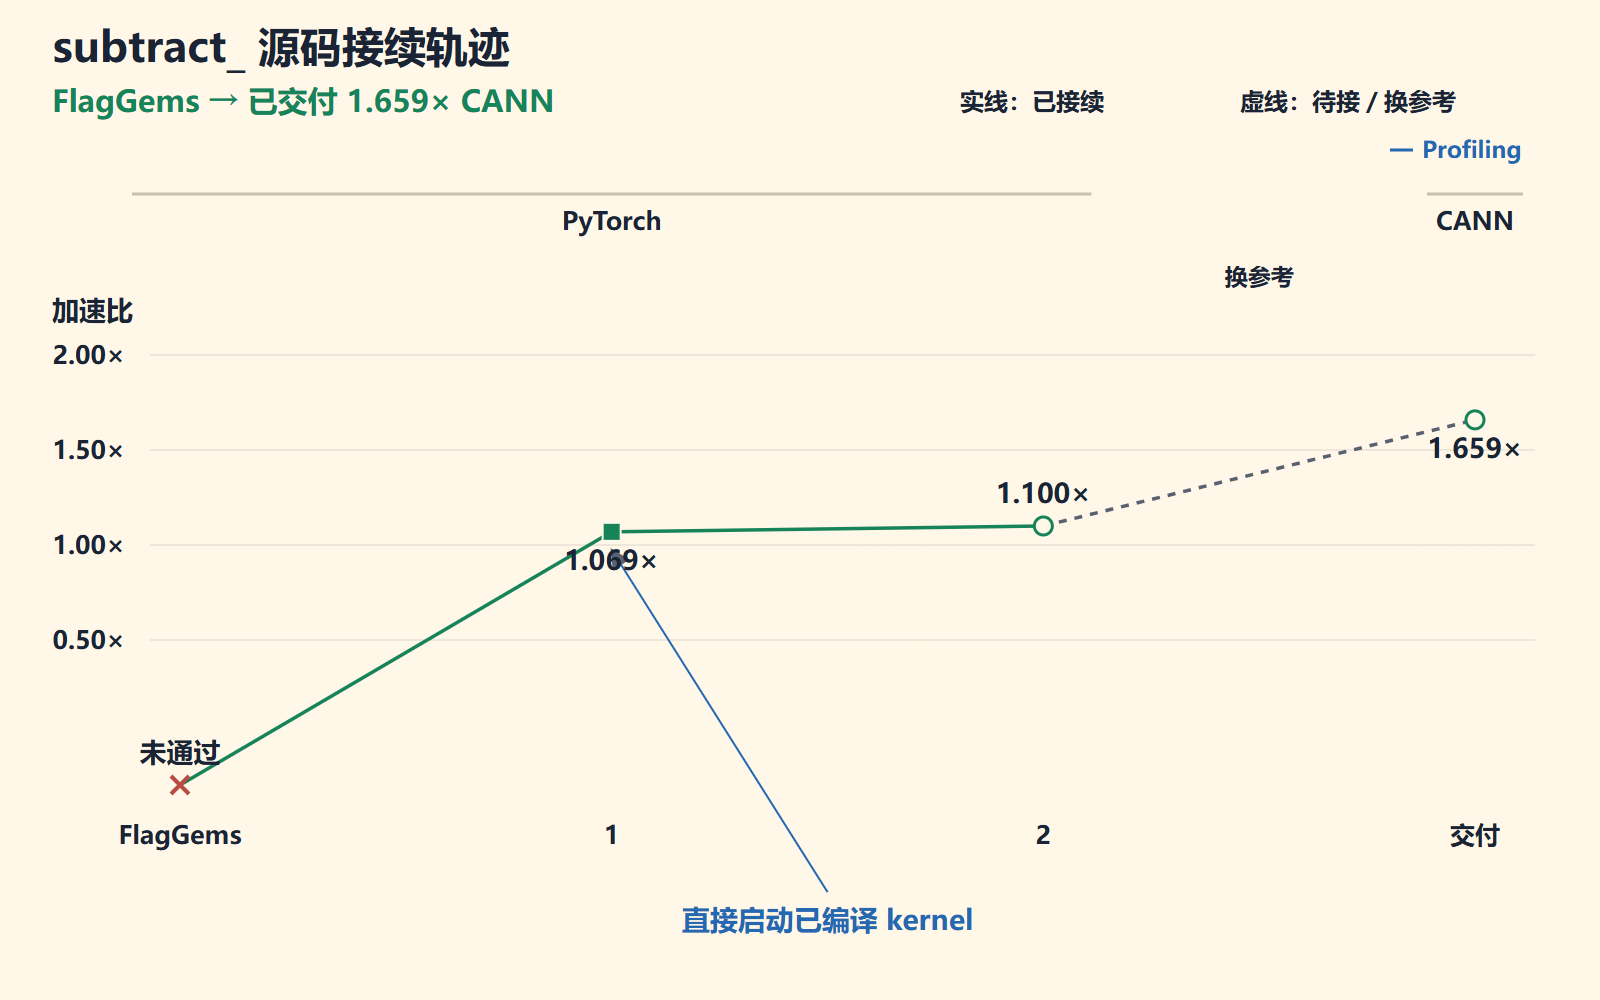 subtract_ 源码接续轨迹
FlagGems → 已交付 1.659× CANN
实线：已接续
虚线：待接 / 换参考
Profiling
PyTorch
CANN
换参考
加速比
2.00×
1.50×
1.659×
1.100×
1.00×
1.069×
0.50×
未通过
FlagGems
1
2
交付
直接启动已编译 kernel